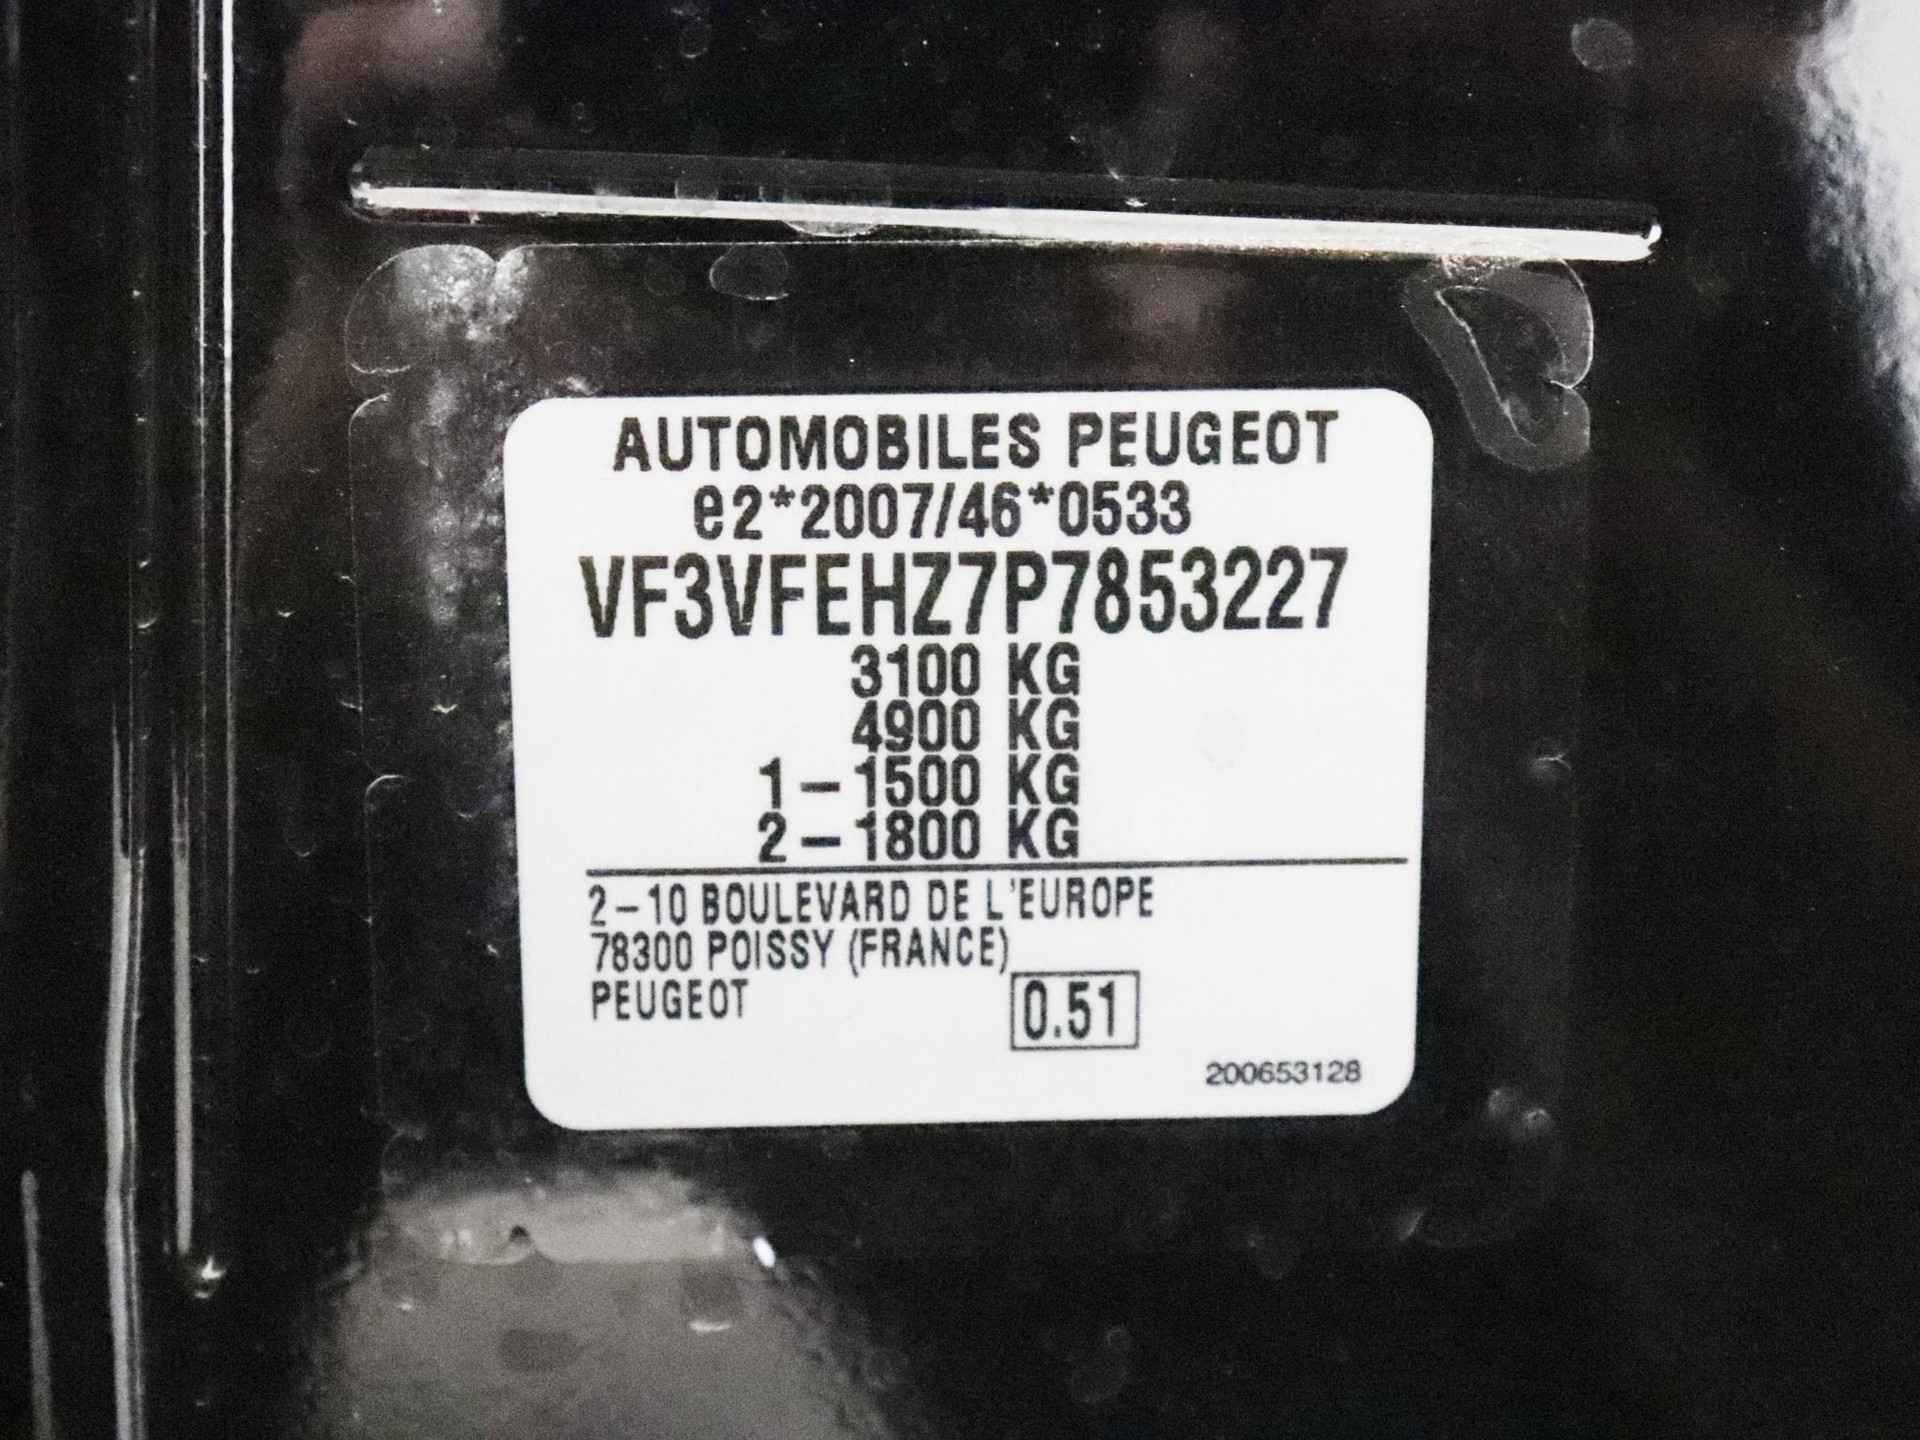 AUTOMOBILES PEUGEOT
e2*2007/46*0533
VF3VFEHZ7P7853227
3100 KG
4900 KG
1-1500 KG
2-1800 KG
2-10 BOULEVARD DE L'EUROPE
78300 POISSY (FRANCE)
PEUGEOT
0.51
200653128